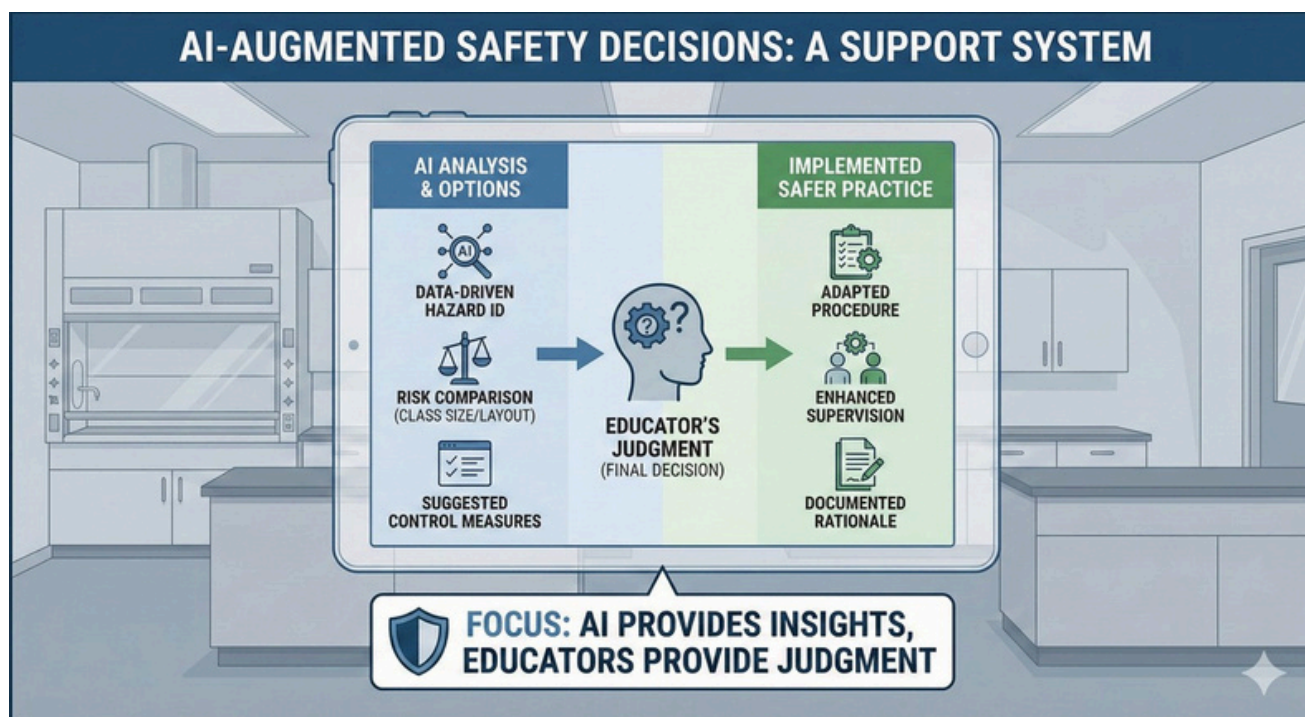 AI-AUGMENTED SAFETY DECISIONS: A SUPPORT SYSTEM
AI ANALYSIS
& OPTIONS
AI
DATA-DRIVEN
HAZARD ID
RISK COMPARISON
(CLASS SIZE/LAYOUT)
SUGGESTED
CONTROL MEASURES
? ?
EDUCATOR'S
JUDGMENT
(FINAL DECISION)
IMPLEMENTED
SAFER PRACTICE
ADAPTED
PROCEDURE
ENHANCED
SUPERVISION
DOCUMENTED
RATIONALE
FOCUS: AI PROVIDES INSIGHTS,
EDUCATORS PROVIDE JUDGMENT